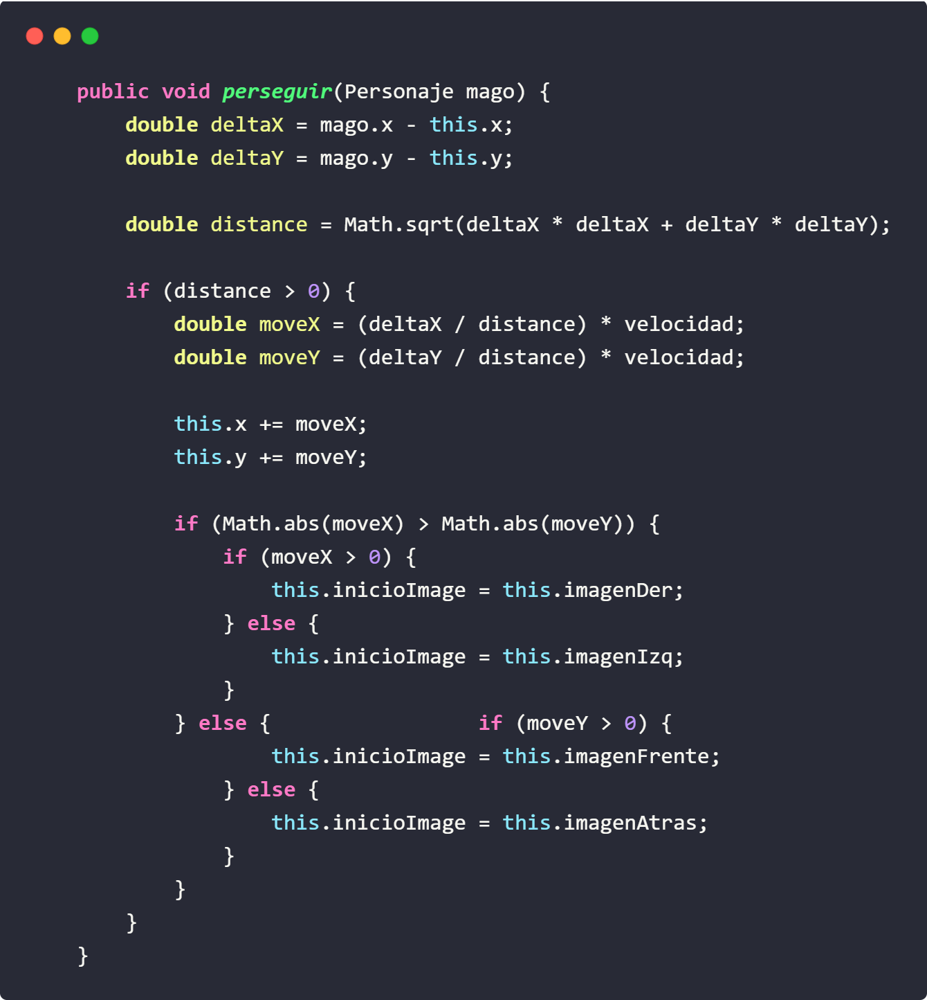 public void perseguir(Personaje mago) {
    double deltaX = mago.x - this.x;
    double deltaY = mago.y - this.y;

    double distance = Math.sqrt(deltaX * deltaX + deltaY * deltaY);

    if (distance > 0) {
        double moveX = (deltaX / distance) * velocidad;
        double moveY = (deltaY / distance) * velocidad;

        this.x += moveX;
        this.y += moveY;

        if (Math.abs(moveX) > Math.abs(moveY)) {
            if (moveX > 0) {
                this.inicioImage = this.imagenDer;
            } else {
                this.inicioImage = this.imagenIzq;
            }
        } else {                 if (moveY > 0) {
                this.inicioImage = this.imagenFrente;
            } else {
                this.inicioImage = this.imagenAtras;
            }
        }
    }
}